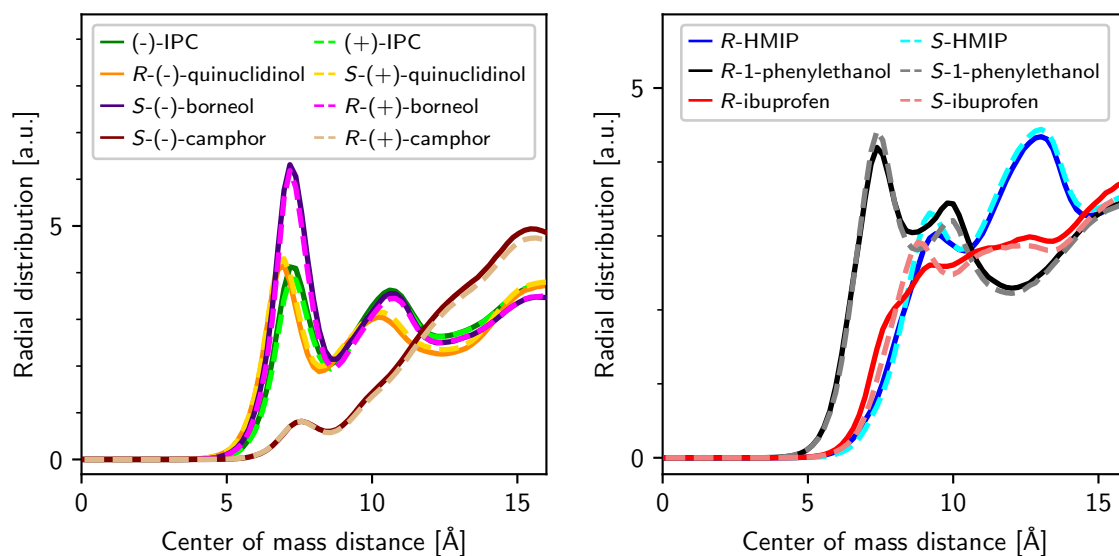 (-)-IPC
(+)-IPC
R-(-)-quinuclidinol
S-(+)-quinuclidinol
S-(-)-borneol
R-(+)-borneol
S-(-)-camphor
R-(+)-camphor
Radial distribution [a.u.]
5
0
0
5
10
15
Center of mass distance [Å]
R-HMIP
S-HMIP
R-1-phenylethanol
S-1-phenylethanol
R-ibuprofen
S-ibuprofen
Radial distribution [a.u.]
5
0
0
5
10
15
Center of mass distance [Å]